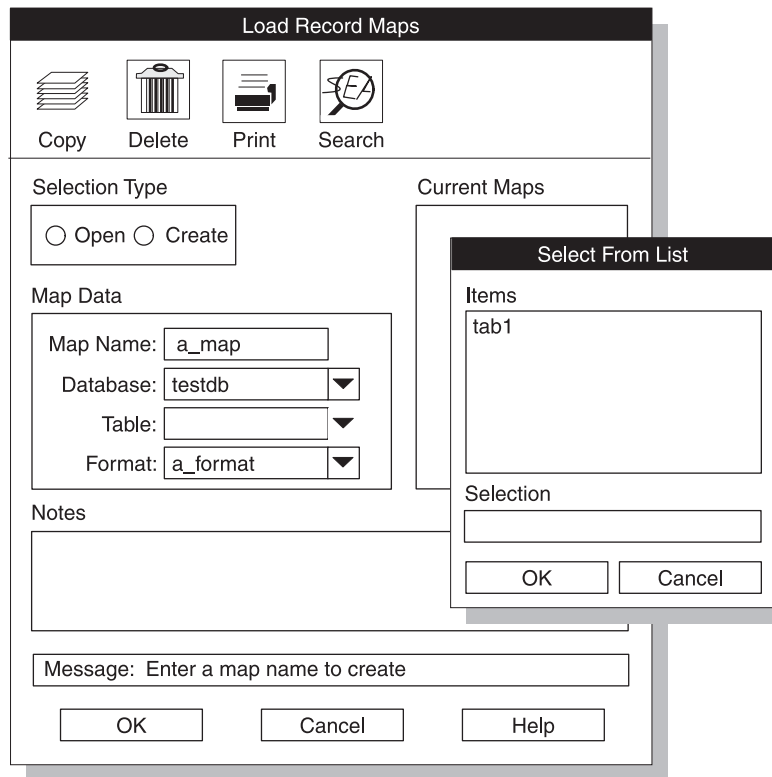 Load Record Maps
Copy Delete Print Search
Selection Type
Open Create
Current Maps
Map Data
Map Name: a_map
Database: testdb
Table:
Format: a_format
Notes
Message: Enter a map name to create
OK Cancel Help
Select From List
Items
tab1
Selection
OK Cancel